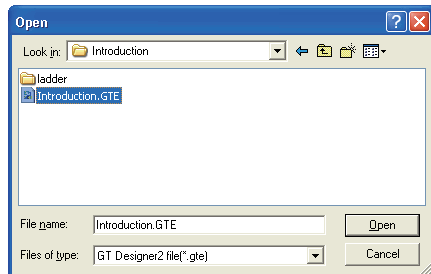 Open
Look in: Introduction
ladder
Introduction.GTE
File name: Introduction.GTE Open
Files of type: GT Designer2 file(*.gte) Cancel